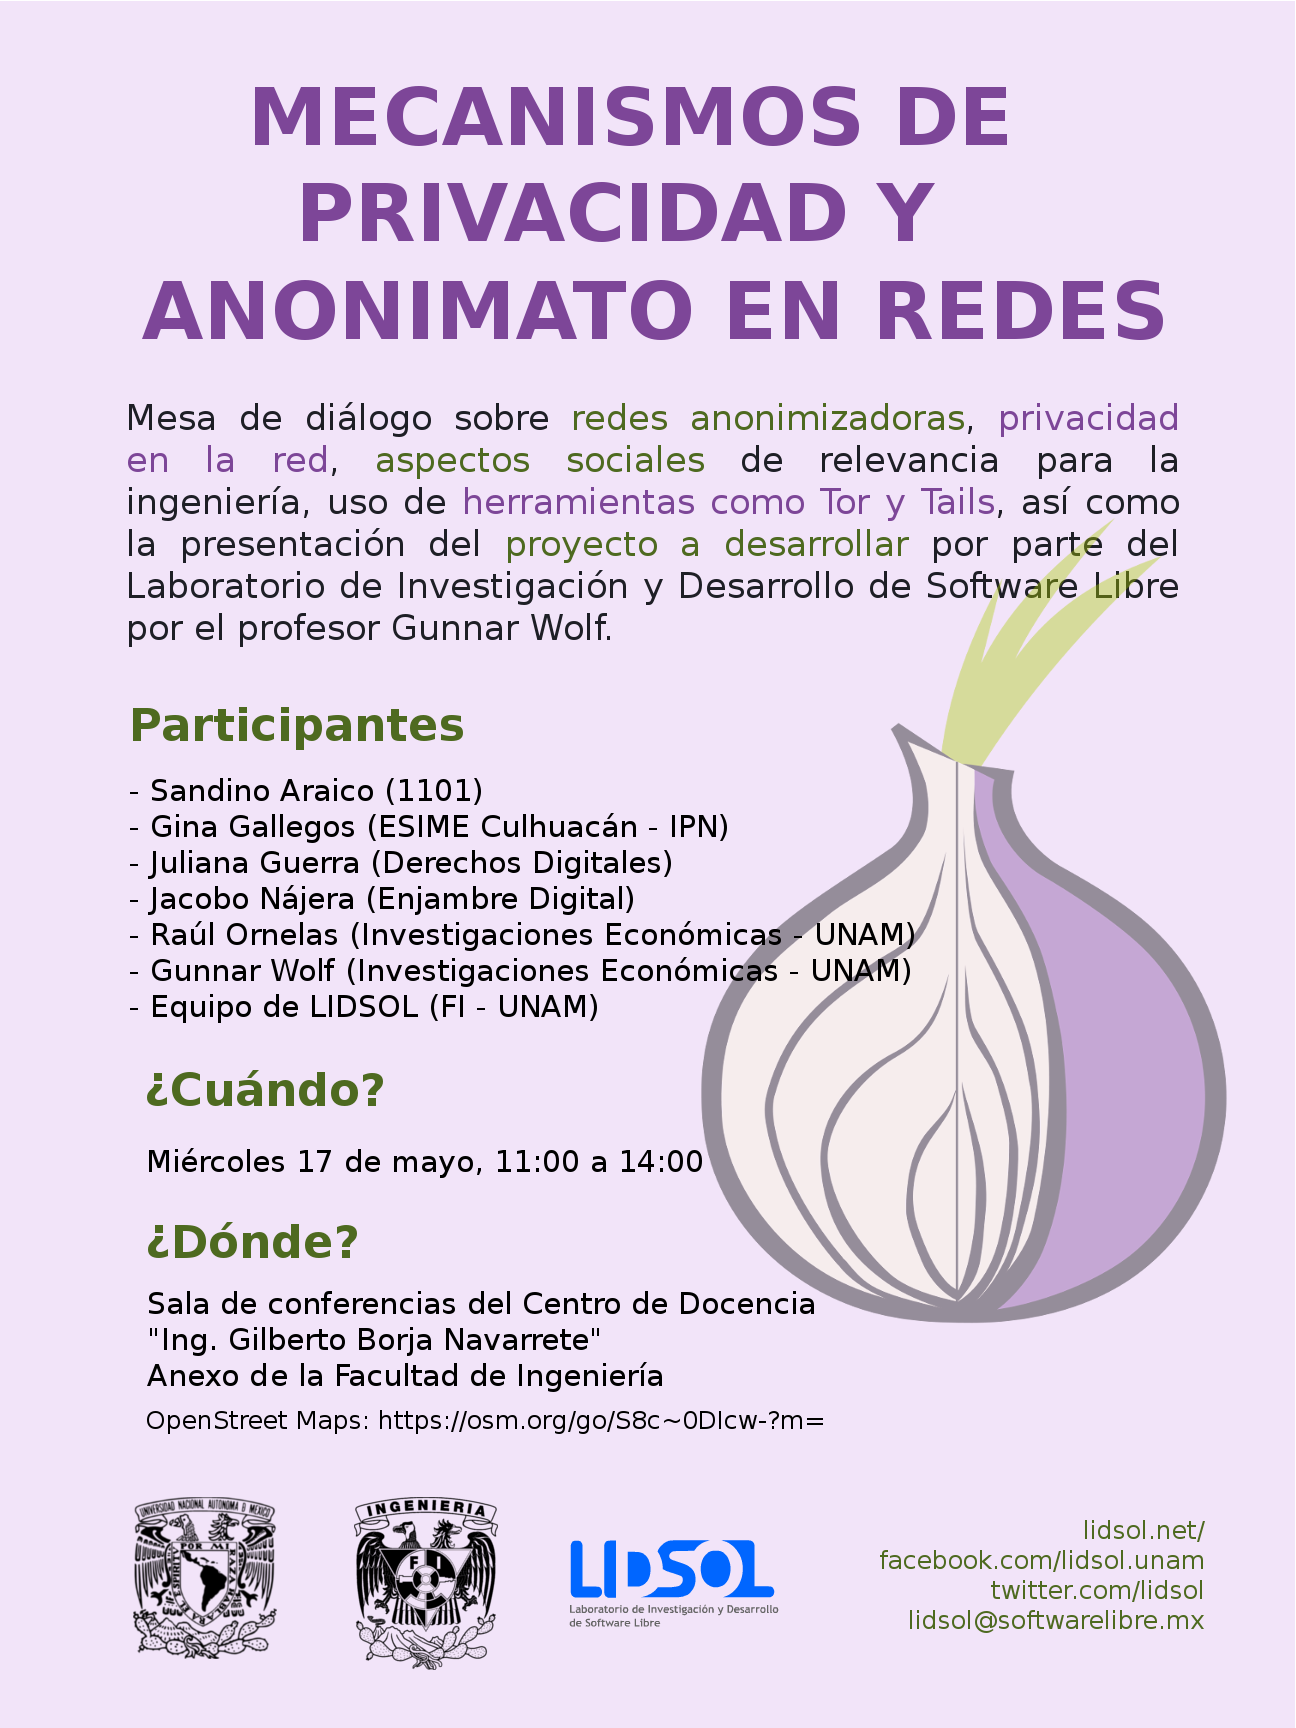 MECANISMOS DE
PRIVACIDAD Y
ANONIMATO EN REDES
Mesa de diálogo sobre redes anonimizadoras, privacidad
en la red, aspectos sociales de relevancia para la
ingeniería, uso de herramientas como Tor y Tails, así como
la presentación del proyecto a desarrollar por parte del
Laboratorio de Investigación y Desarrollo de Software Libre
por el profesor Gunnar Wolf.
Participantes
- Sandino Araico (1101)
- Gina Gallegos (ESIME Culhuacán - IPN)
- Juliana Guerra (Derechos Digitales)
- Jacobo Nájera (Enjambre Digital)
- Raúl Ornelas (Investigaciones Económicas - UNAM)
- Gunnar Wolf (Investigaciones Económicas - UNAM)
- Equipo de LIDSOL (FI - UNAM)
¿Cuándo?
Miércoles 17 de mayo, 11:00 a 14:00
¿Dónde?
Sala de conferencias del Centro de Docencia
"Ing. Gilberto Borja Navarrete"
Anexo de la Facultad de Ingeniería
OpenStreet Maps: https://osm.org/go/S8c~0DIcw-?m=
UNIVERSIDAD NACIONAL AUTONOMA D MEXICO
POR MI
INGENIERIA
F I
LIDSOL
Laboratorio de Investigación y Desarrollo
de Software Libre
lidsol.net/
facebook.com/lidsol.unam
twitter.com/lidsol
lidsol@softwarelibre.mx